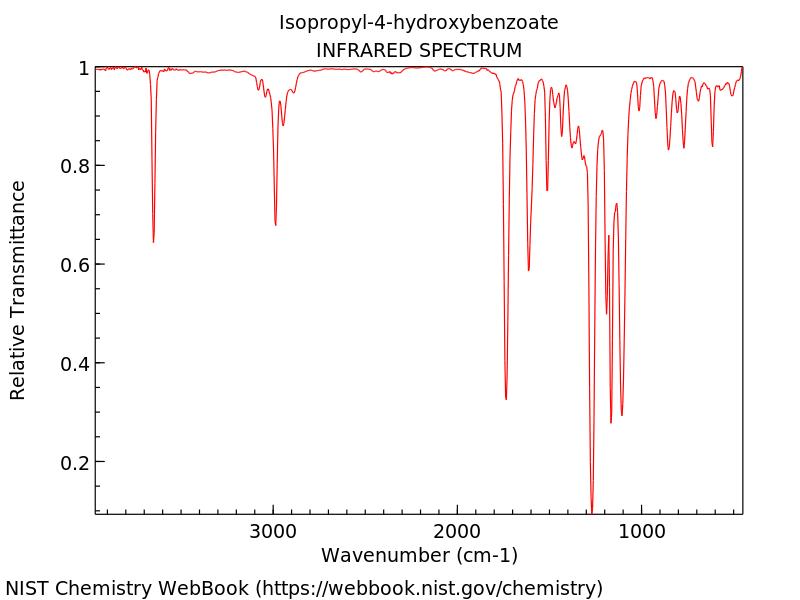 Isopropyl-4-hydroxybenzoate
INFRARED SPECTRUM
1
0.8
0.6
0.4
0.2
Relative Transmittance
3000 2000 1000
Wavenumber (cm-1)
NIST Chemistry WebBook (https://webbook.nist.gov/chemistry)